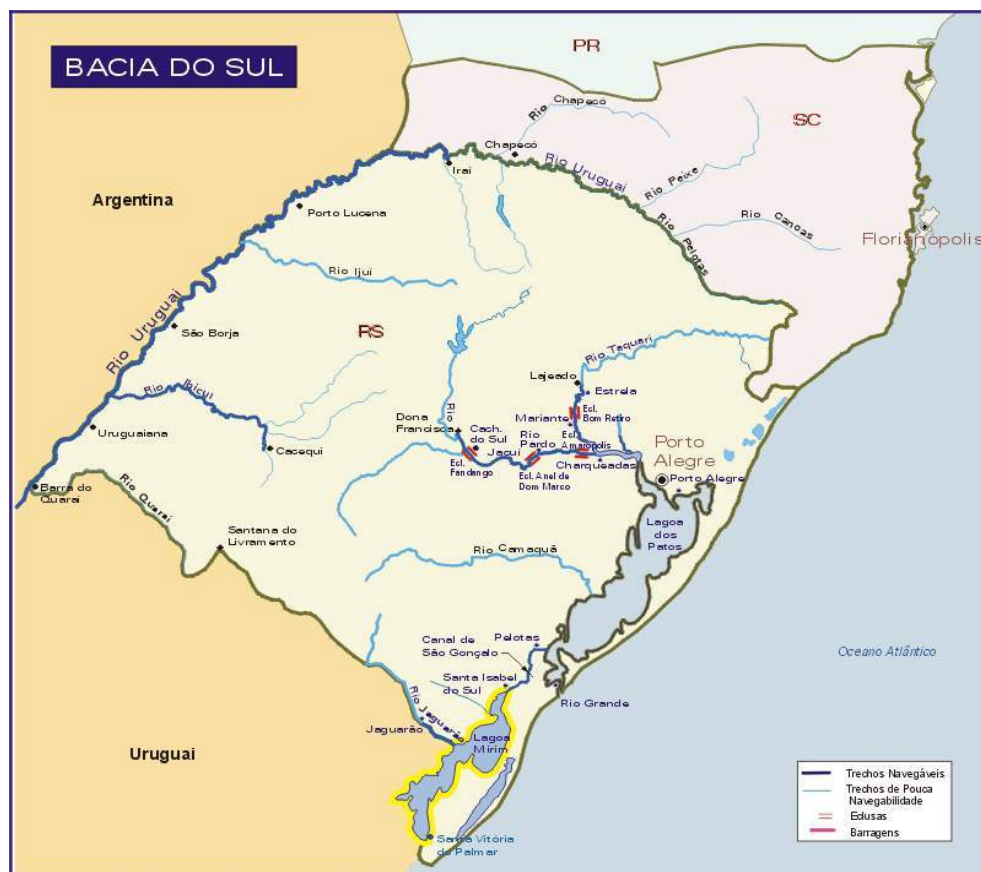 BACIA DO SUL
PR
SC
RS
Argentina
Uruguai
Rio Chapecó
Chapecó
Rio Uruguai
Iraí
Rio Peixe
Rio Canoas
Rio Pelotas
Florianópolis
Porto Lucena
Rio Ijuí
Rio Uruguai
São Borja
Rio Ibicuí
Uruguaiana
Cacequi
Barra do
Quaraí
Rio Quaraí
Santana do
Livramento
Rio Taquari
Lajeado
Estrela
Ecl.
Bom Retiro
Mariante
Ecl.
Amarópolis
Dona
Francisca
Rio
Cach.
do Sul
Jacuí
Rio
Pardo
Ecl.
Fandango
Ecl. Anel de
Dom Marco
Charqueadas
Porto
Alegre
Porto Alegre
Lagoa
dos
Patos
Rio Camaquã
Canal de
São Gonçalo
Pelotas
Santa Isabel
do Sul
Rio Grande
Rio Jaguarão
Jaguarão
Lagoa
Mirim
Santa Vitória
do Palmar
Oceano Atlântico
Trechos Navegáveis
Trechos de Pouca
Navegabilidade
Eclusas
Barragens